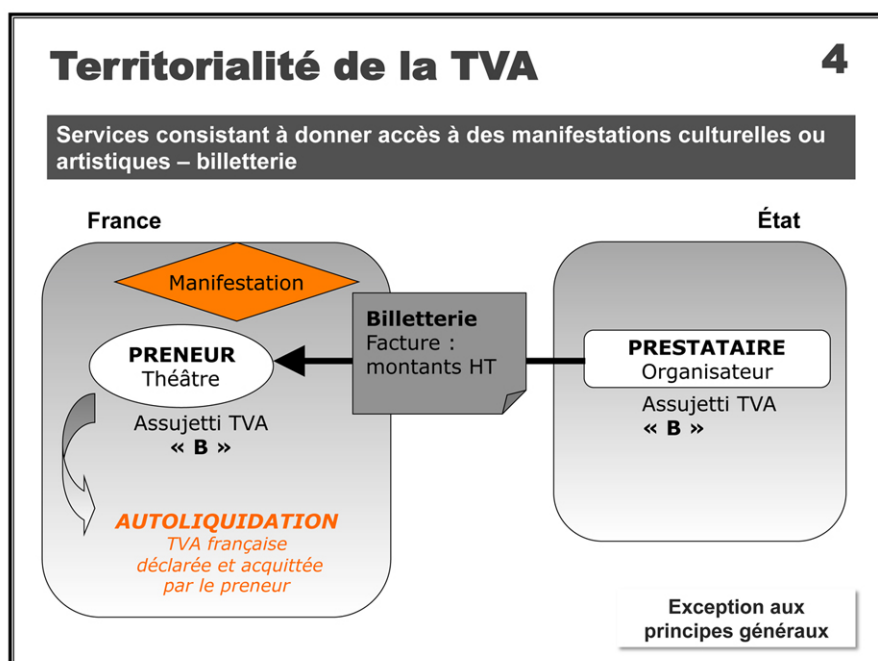 Territorialité de la TVA
4
Services consistant à donner accès à des manifestations culturelles ou
artistiques – billetterie
France
État
Manifestation
Billetterie
Facture :
montants HT
PRENEUR
Théâtre
PRESTATAIRE
Organisateur
Assujetti TVA
« B »
Assujetti TVA
« B »
AUTOLIQUIDATION
TVA française
déclarée et acquittée
par le preneur
Exception aux
principes généraux